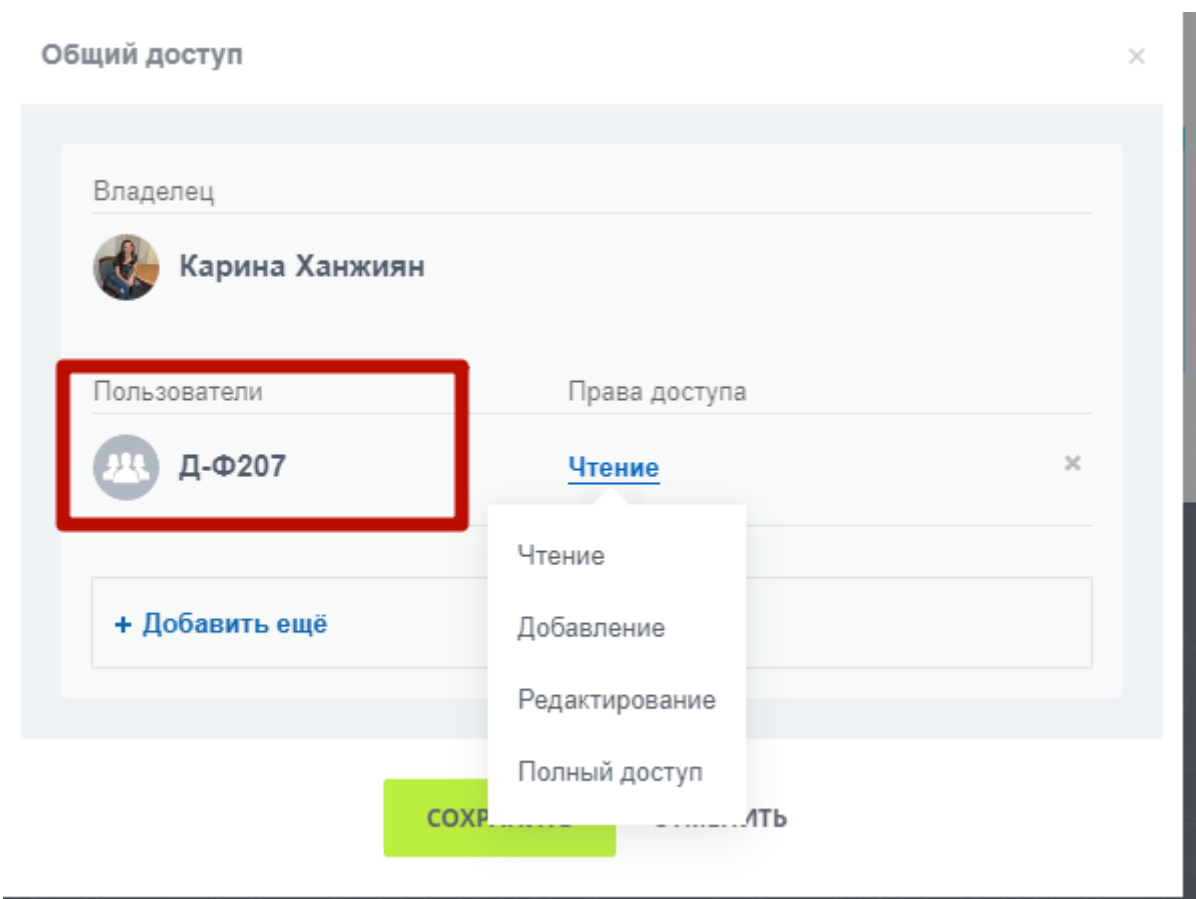 Общий доступ
Владелец
Карина Ханжиян
Пользователи
Права доступа
Д-Ф207
Чтение
Чтение
Добавление
Редактирование
Полный доступ
+ Добавить ещё